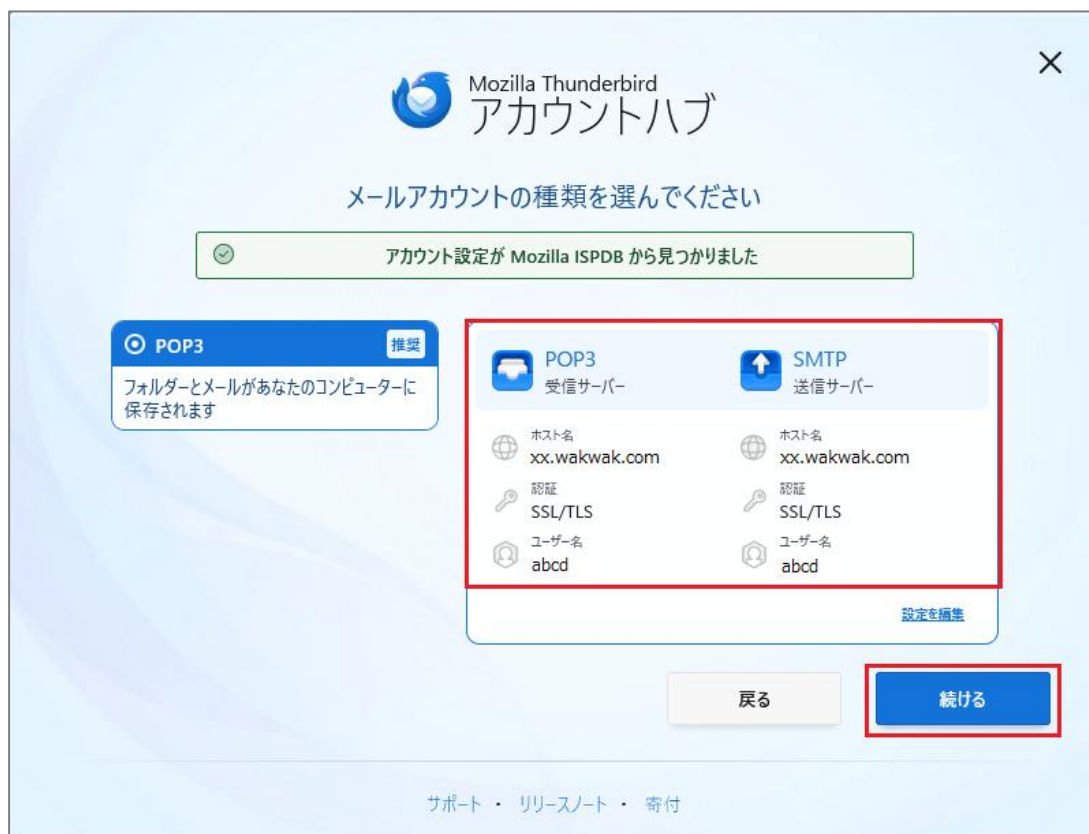 Mozilla Thunderbird
アカウントハブ
メールアカウントの種類を選んでください
アカウント設定が Mozilla ISPDB から見つかりました
POP3
推奨
フォルダーとメールがあなたのコンピューターに
保存されます
POP3
受信サーバー
SMTP
送信サーバー
ホスト名
xx.wakwak.com
ホスト名
xx.wakwak.com
認証
SSL/TLS
認証
SSL/TLS
ユーザー名
abcd
ユーザー名
abcd
設定を編集
戻る
続ける
サポート ・ リリースノート ・ 寄付